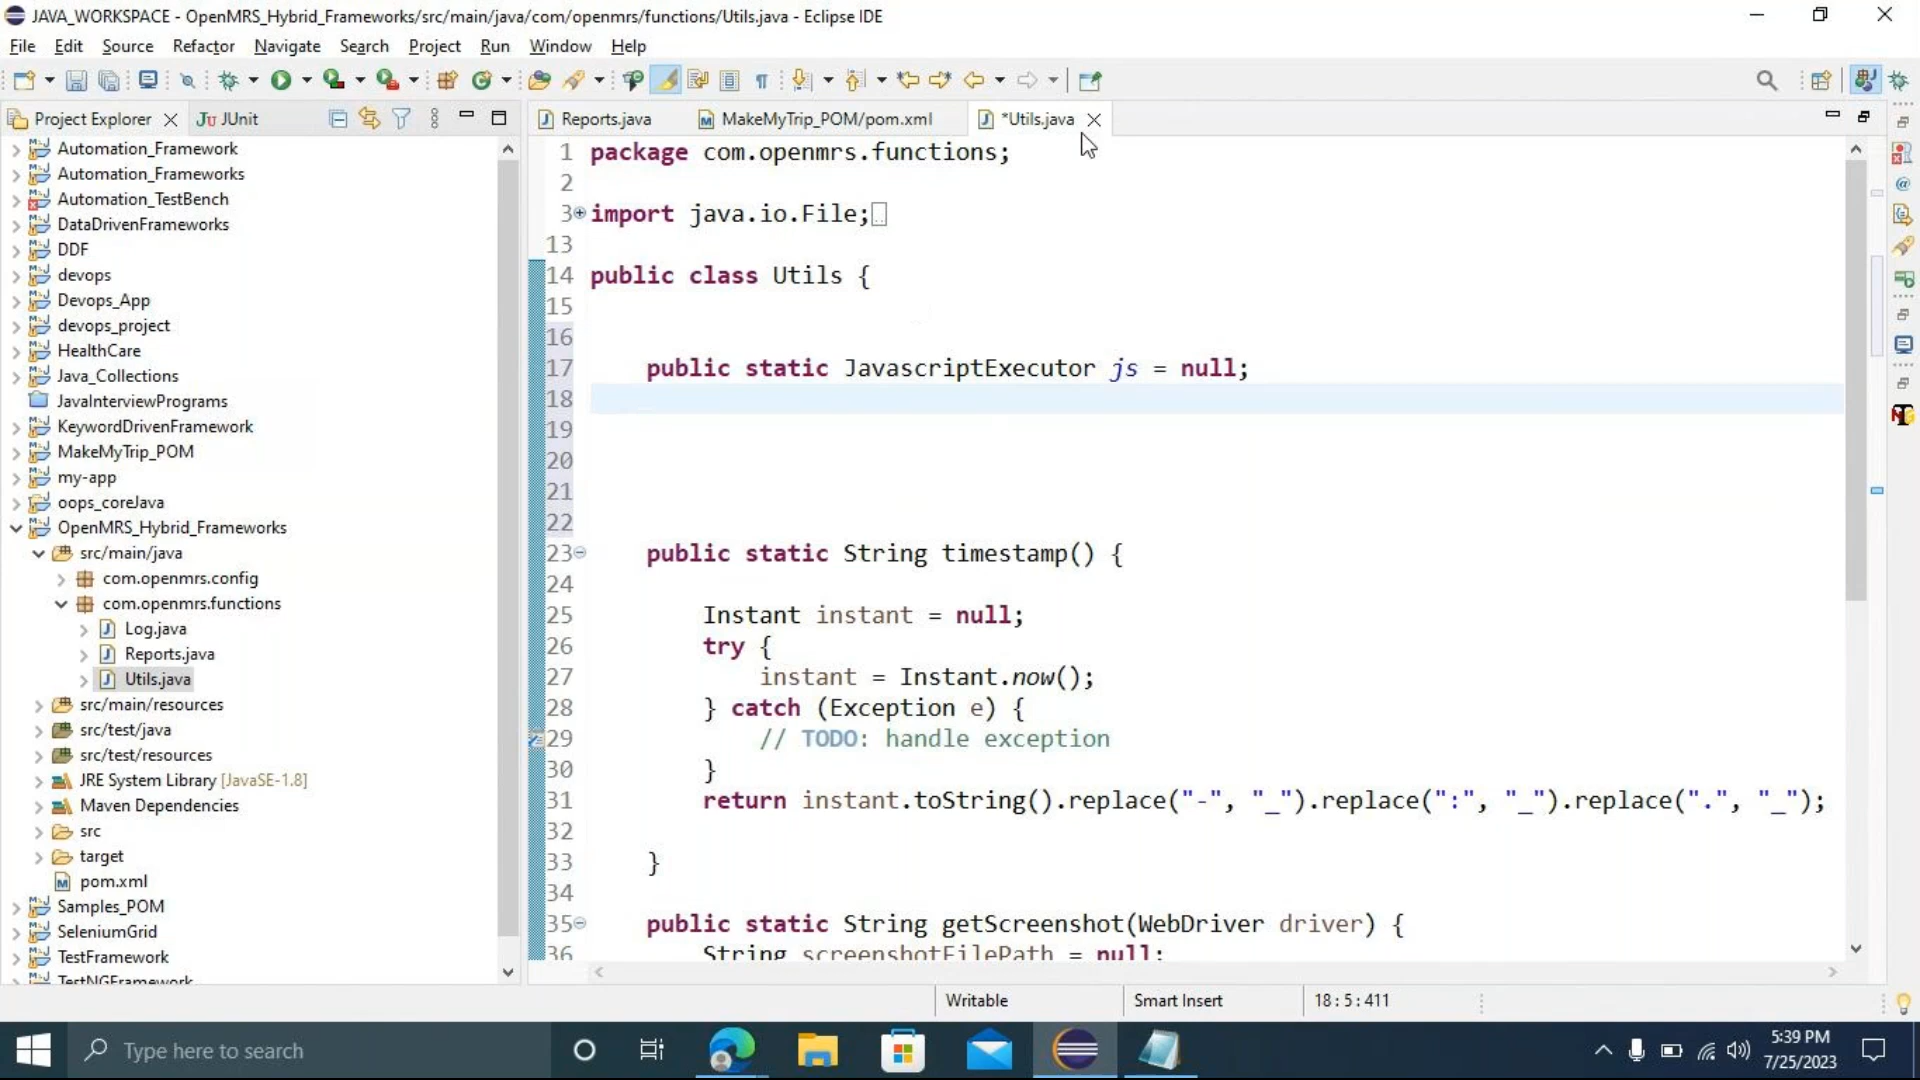 JAVA_WORKSPACE - OpenMRS_Hybrid_Frameworks/src/main/java/com/openmrs/functions/Utils.java - Eclipse IDE
File Edit Source Refactor Navigate Search Project Run Window Help
Project Explorer JUnit
Reports.java MakeMyTrip_POM/pom.xml *Utils.java
Automation_Framework
Automation_Frameworks
Automation_TestBench
DataDrivenFrameworks
DDF
devops
Devops_App
devops_project
HealthCare
Java_Collections
JavaInterviewPrograms
KeywordDrivenFramework
MakeMyTrip_POM
my-app
oops_coreJava
OpenMRS_Hybrid_Frameworks
src/main/java
com.openmrs.config
com.openmrs.functions
Log.java
Reports.java
Utils.java
src/main/resources
src/test/java
src/test/resources
JRE System Library [JavaSE-1.8]
Maven Dependencies
src
target
pom.xml
Samples_POM
SeleniumGrid
TestFramework
TestNGFramework
1 package com.openmrs.functions;
2
3 import java.io.File;
13
14 public class Utils {
15
16
17 public static JavascriptExecutor js = null;
18
19
20
21
22
23 public static String timestamp() {
24
25 Instant instant = null;
26 try {
27 instant = Instant.now();
28 } catch (Exception e) {
29 // TODO: handle exception
30 }
31 return instant.toString().replace("-", "_").replace(":", "_").replace(".", "_");
32
33 }
34
35 public static String getScreenshot(WebDriver driver) {
36 String screenshotFilePath = null;
Writable Smart Insert 18 : 5 : 411
Type here to search
5:39 PM
7/25/2023